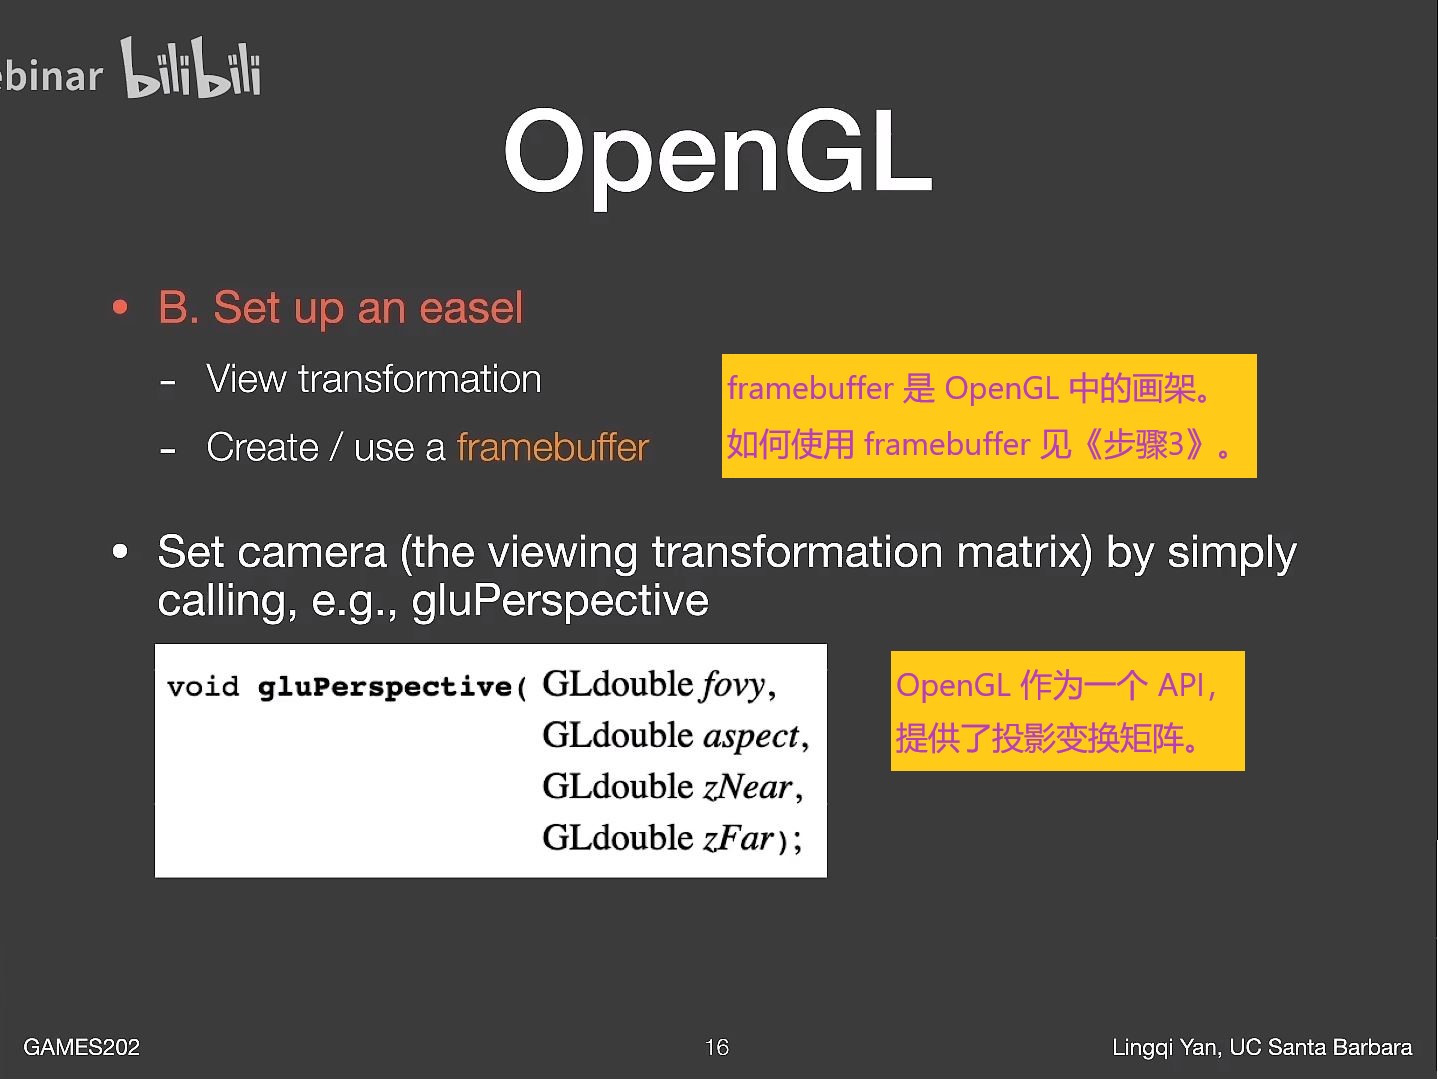 ebinar bilibili
OpenGL
• B. Set up an easel
- View transformation
- Create / use a framebuffer
framebuffer 是 OpenGL 中的画架。
如何使用 framebuffer 见《步骤3》。
• Set camera (the viewing transformation matrix) by simply
calling, e.g., gluPerspective
void gluPerspective( GLdouble fovy,
GLdouble aspect,
GLdouble zNear,
GLdouble zFar);
OpenGL 作为一个 API,
提供了投影变换矩阵。
GAMES202
16
Lingqi Yan, UC Santa Barbara